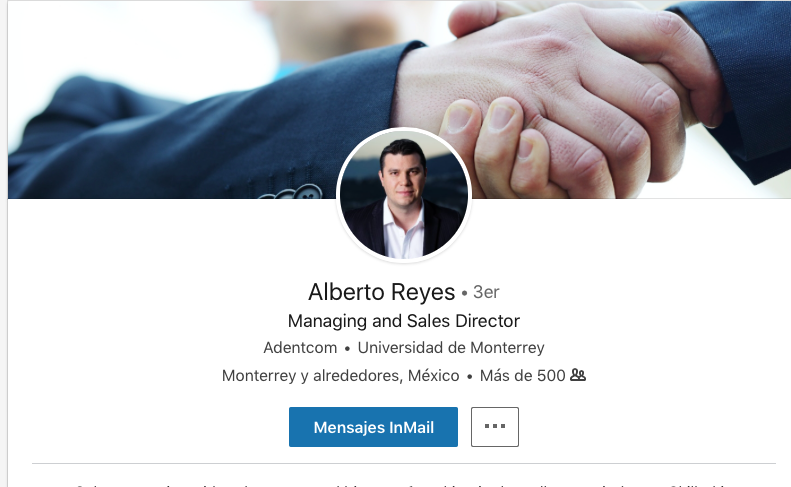 Alberto Reyes • 3er
Managing and Sales Director
Adentcom • Universidad de Monterrey
Monterrey y alrededores, México • Más de 500
Mensajes InMail